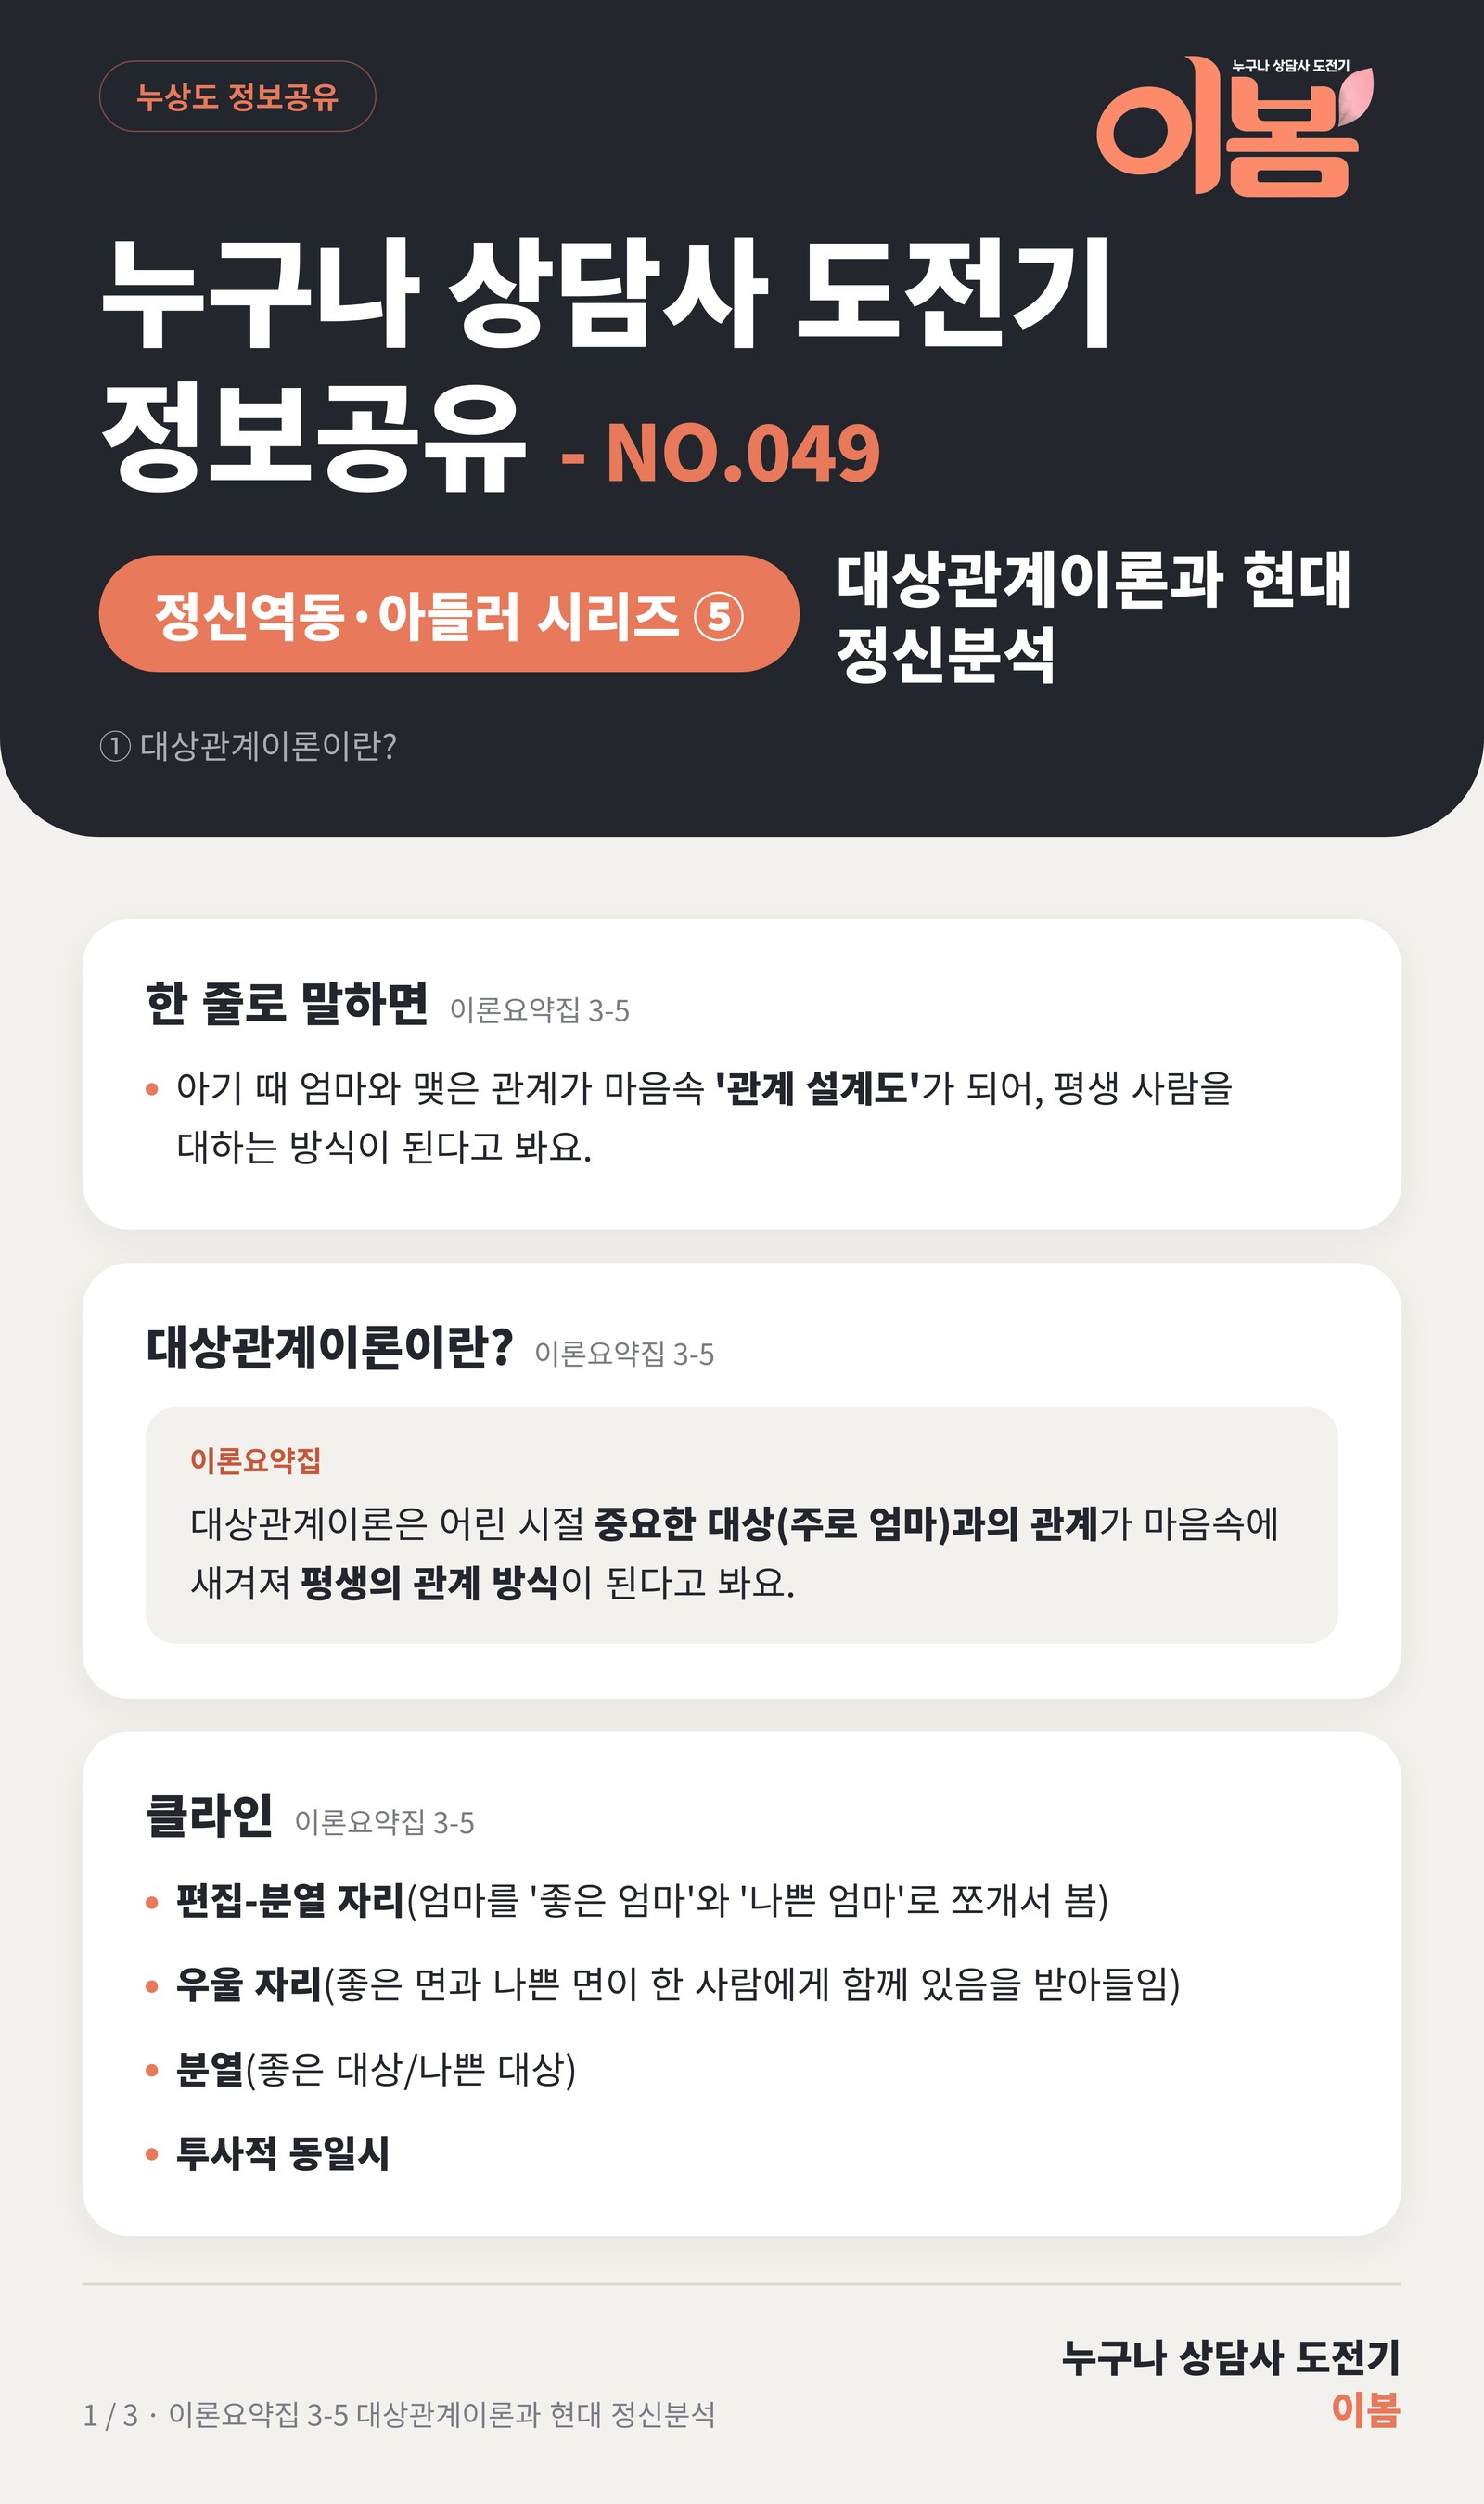 누상도 정보공유
누구나 상담사 도전기
이봄
누구나 상담사 도전기
정보공유 - NO.049
정신역동·아들러 시리즈 ⑤
대상관계이론과 현대
정신분석
① 대상관계이론이란?
한 줄로 말하면 이론요약집 3-5
• 아기 때 엄마와 맺은 관계가 마음속 '관계 설계도'가 되어, 평생 사람을
대하는 방식이 된다고 봐요.
대상관계이론이란? 이론요약집 3-5
이론요약집
대상관계이론은 어린 시절 중요한 대상(주로 엄마)과의 관계가 마음속에
새겨져 평생의 관계 방식이 된다고 봐요.
클라인 이론요약집 3-5
• 편집-분열 자리(엄마를 '좋은 엄마'와 '나쁜 엄마'로 쪼개서 봄)
• 우울 자리(좋은 면과 나쁜 면이 한 사람에게 함께 있음을 받아들임)
• 분열(좋은 대상/나쁜 대상)
• 투사적 동일시
누구나 상담사 도전기
1 / 3 · 이론요약집 3-5 대상관계이론과 현대 정신분석
이봄